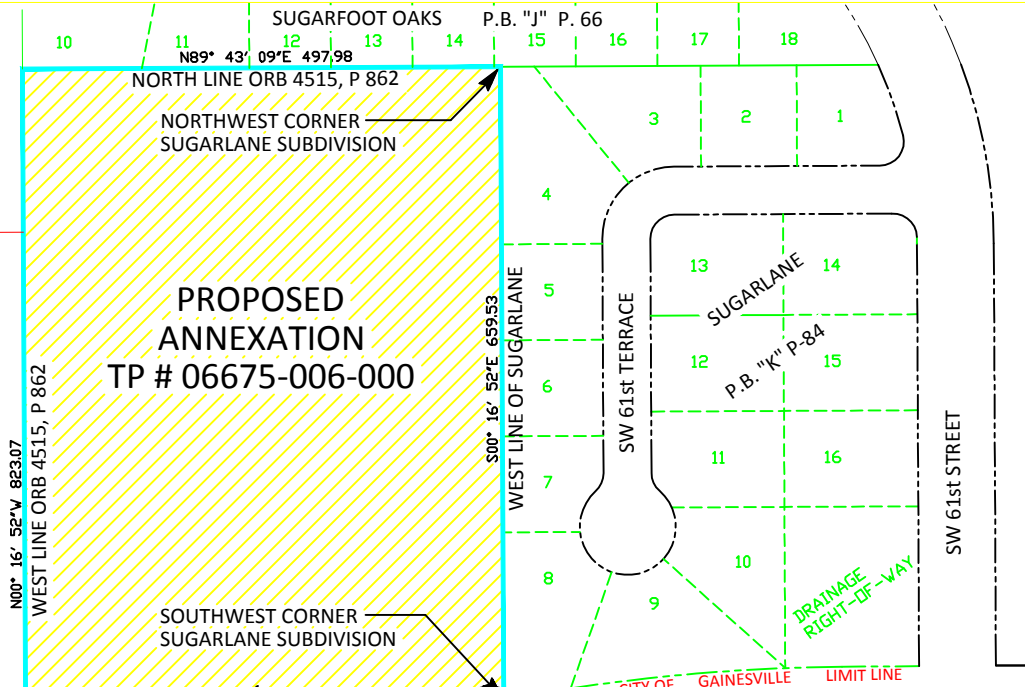 SUGARFOOT OAKS P.B. "J" P. 66
10 11 12 13 14 15 16 17 18
N89° 43' 09"E 497.98
NORTH LINE ORB 4515, P 862
NORTHWEST CORNER
SUGARLANE SUBDIVISION
3 2 1
4
5
6
7
8
PROPOSED
ANNEXATION
TP # 06675-006-000
N00° 16' 52"W 823.07
WEST LINE ORB 4515, P 862
S00° 16' 52"E 659.53
WEST LINE OF SUGARLANE
SW 61st TERRACE
13 14
SUGARLANE
12 15
P.B. "K" P-84
11 16
10
9
DRAINAGE
RIGHT-OF-WAY
SW 61st STREET
SOUTHWEST CORNER
SUGARLANE SUBDIVISION
CITY OF GAINESVILLE LIMIT LINE